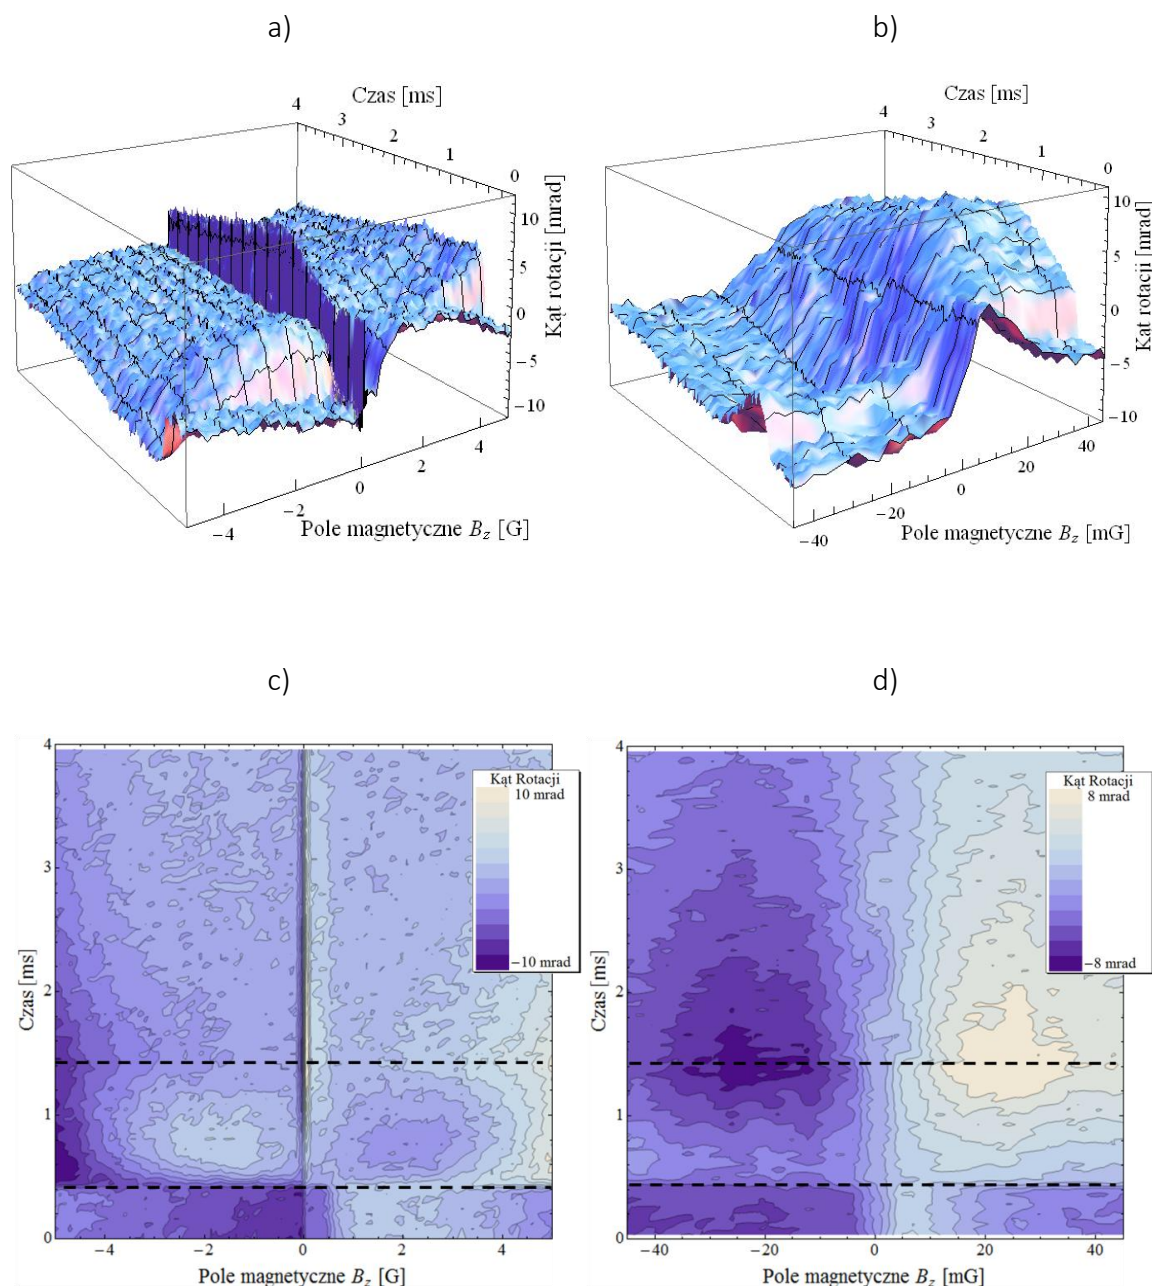 a)
Czas [ms]
4
3
2
1
0
10
5
0
−5
−10
Kąt rotacji [mrad]
−4
−2
0
2
4
Pole magnetyczne Bz [G]
b)
Czas [ms]
4
3
2
1
0
10
5
0
−5
−10
Kąt rotacji [mrad]
−40
−20
0
20
40
Pole magnetyczne Bz [mG]
c)
4
3
2
1
0
Czas [ms]
Kąt Rotacji
10 mrad
−10 mrad
−4
−2
0
2
4
Pole magnetyczne Bz [G]
d)
4
3
2
1
0
Czas [ms]
Kąt Rotacji
8 mrad
−8 mrad
−40
−20
0
20
40
Pole magnetyczne Bz [mG]